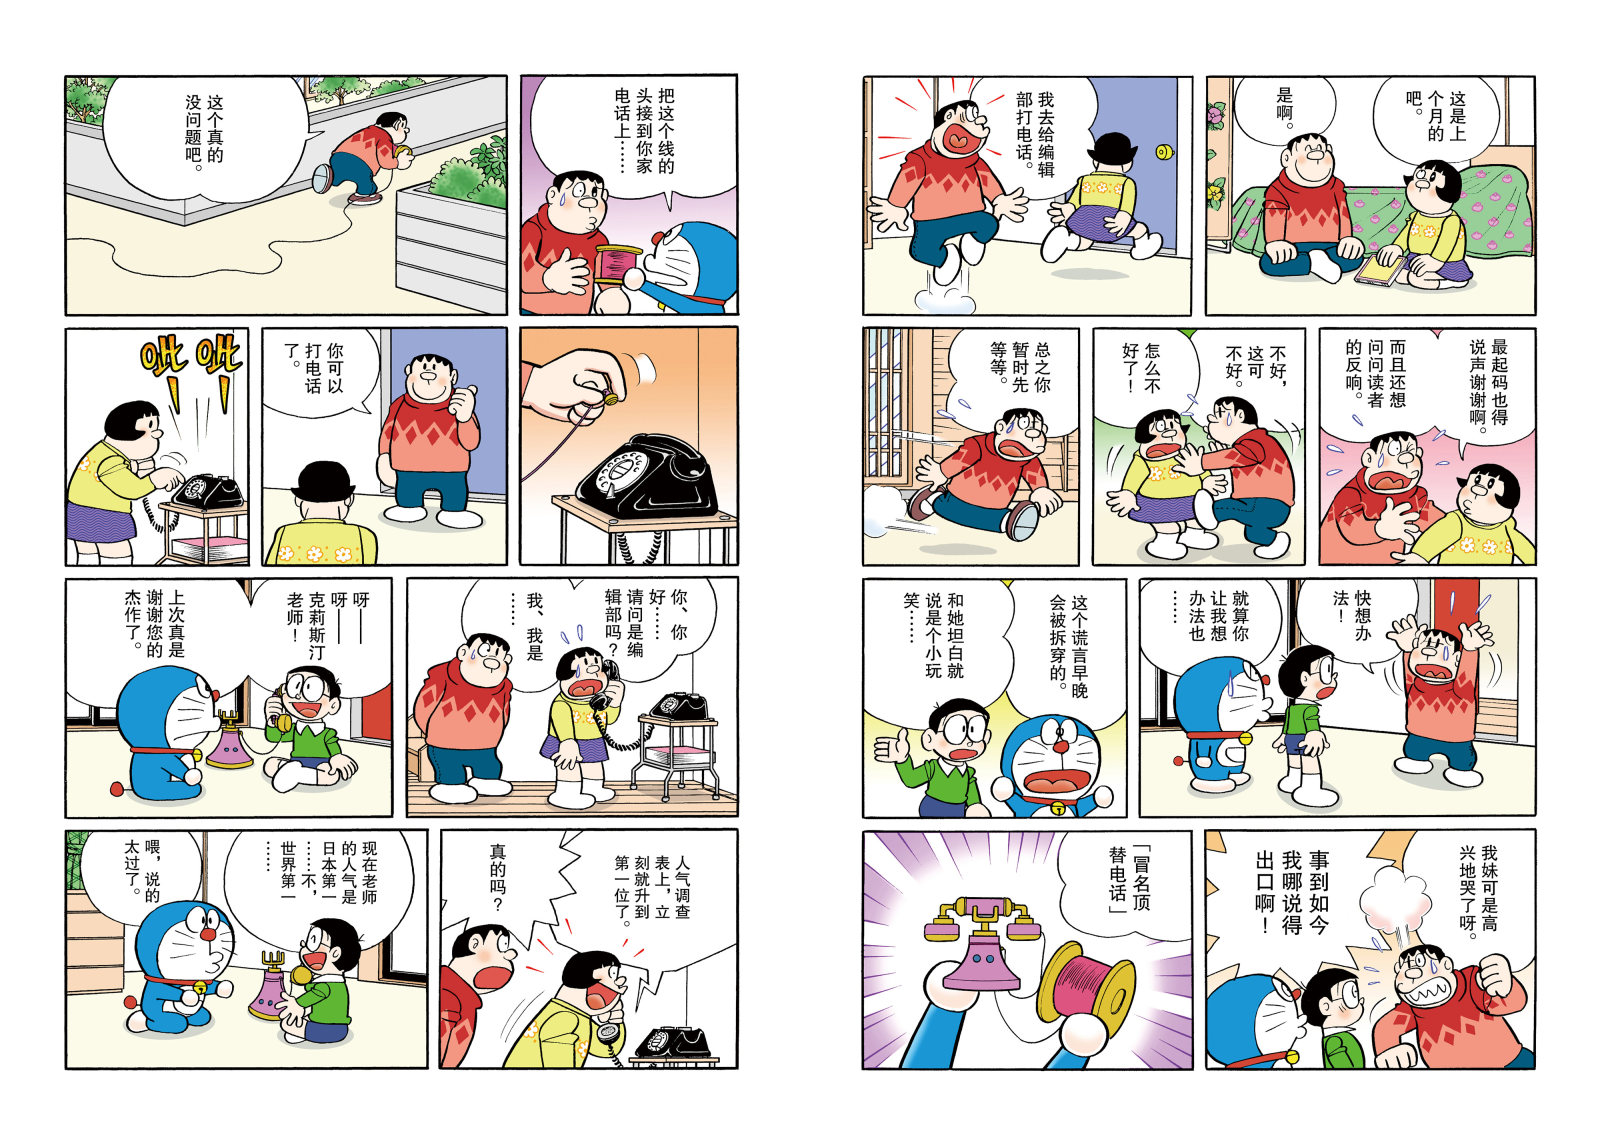 这是上
个月的
吧。
是啊。
我去给编辑
部打电话。
最起码也得
说声谢谢啊。
而且还想
问问读者
的反响。
不好，
这可
不好。
怎么不
好了！
总之你
暂时先
等等。
快想办
法！
就算你
让我想
办法也
……
这个谎言早晚
会被拆穿的。
和她坦白就
说是个小玩
笑……
我妹可是高
兴地哭了呀。
事到如今
我哪说得
出口啊！
「冒名顶
替电话」
把这个线的
头接到你家
电话上……
这个真的
没问题吧。
你可以
打电话
了。
吡
吡
你、你
好……
请问是编
辑部吗？
我、我是
……
呀——
呀——
克莉斯汀
老师！
上次真是
谢谢您的
杰作了。
人气调查
表上，立
刻就升到
第一位了。
真的吗？
现在老师
的人气是
日本第一
……不，
世界第一
……
喂，说的
太过了。